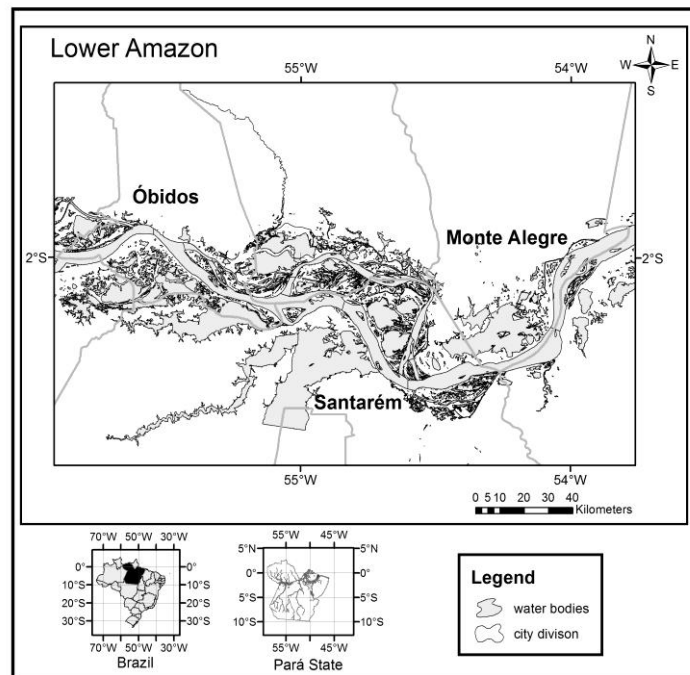 Lower Amazon
N
W E
S
55°W 54°W
Óbidos
Monte Alegre
2°S 2°S
Santarém
55°W 54°W
0 5 10 20 30 40
Kilometers
70°W 50°W 30°W
0°
10°S
20°S
30°S
0°
10°S
20°S
30°S
70°W 50°W 30°W
Brazil
55°W 45°W
5°N
0°
5°S
10°S
5°N
0°
5°S
10°S
55°W 45°W
Pará State
Legend
water bodies
city divison